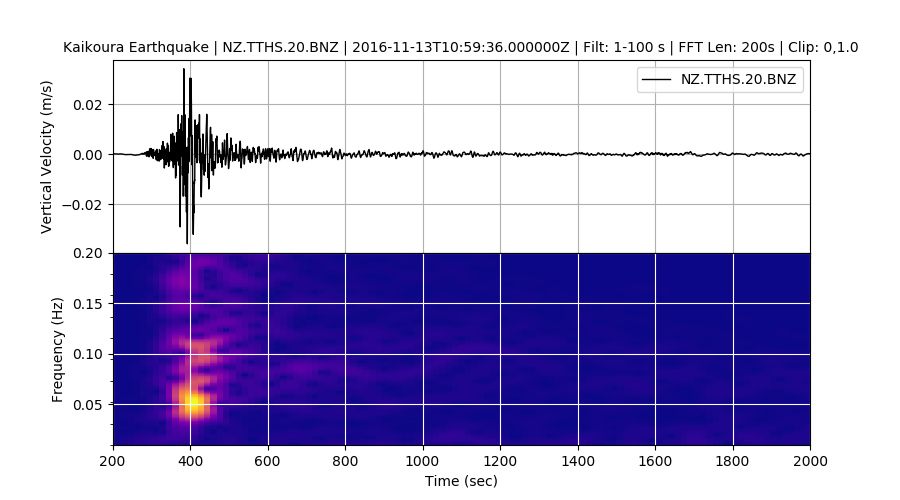 Kaikoura Earthquake | NZ.TTHS.20.BNZ | 2016-11-13T10:59:36.000000Z | Filt: 1-100 s | FFT Len: 200s | Clip: 0,1.0
NZ.TTHS.20.BNZ
Vertical Velocity (m/s)
0.02
0.00
−0.02
Frequency (Hz)
0.20
0.15
0.10
0.05
200 400 600 800 1000 1200 1400 1600 1800 2000
Time (sec)